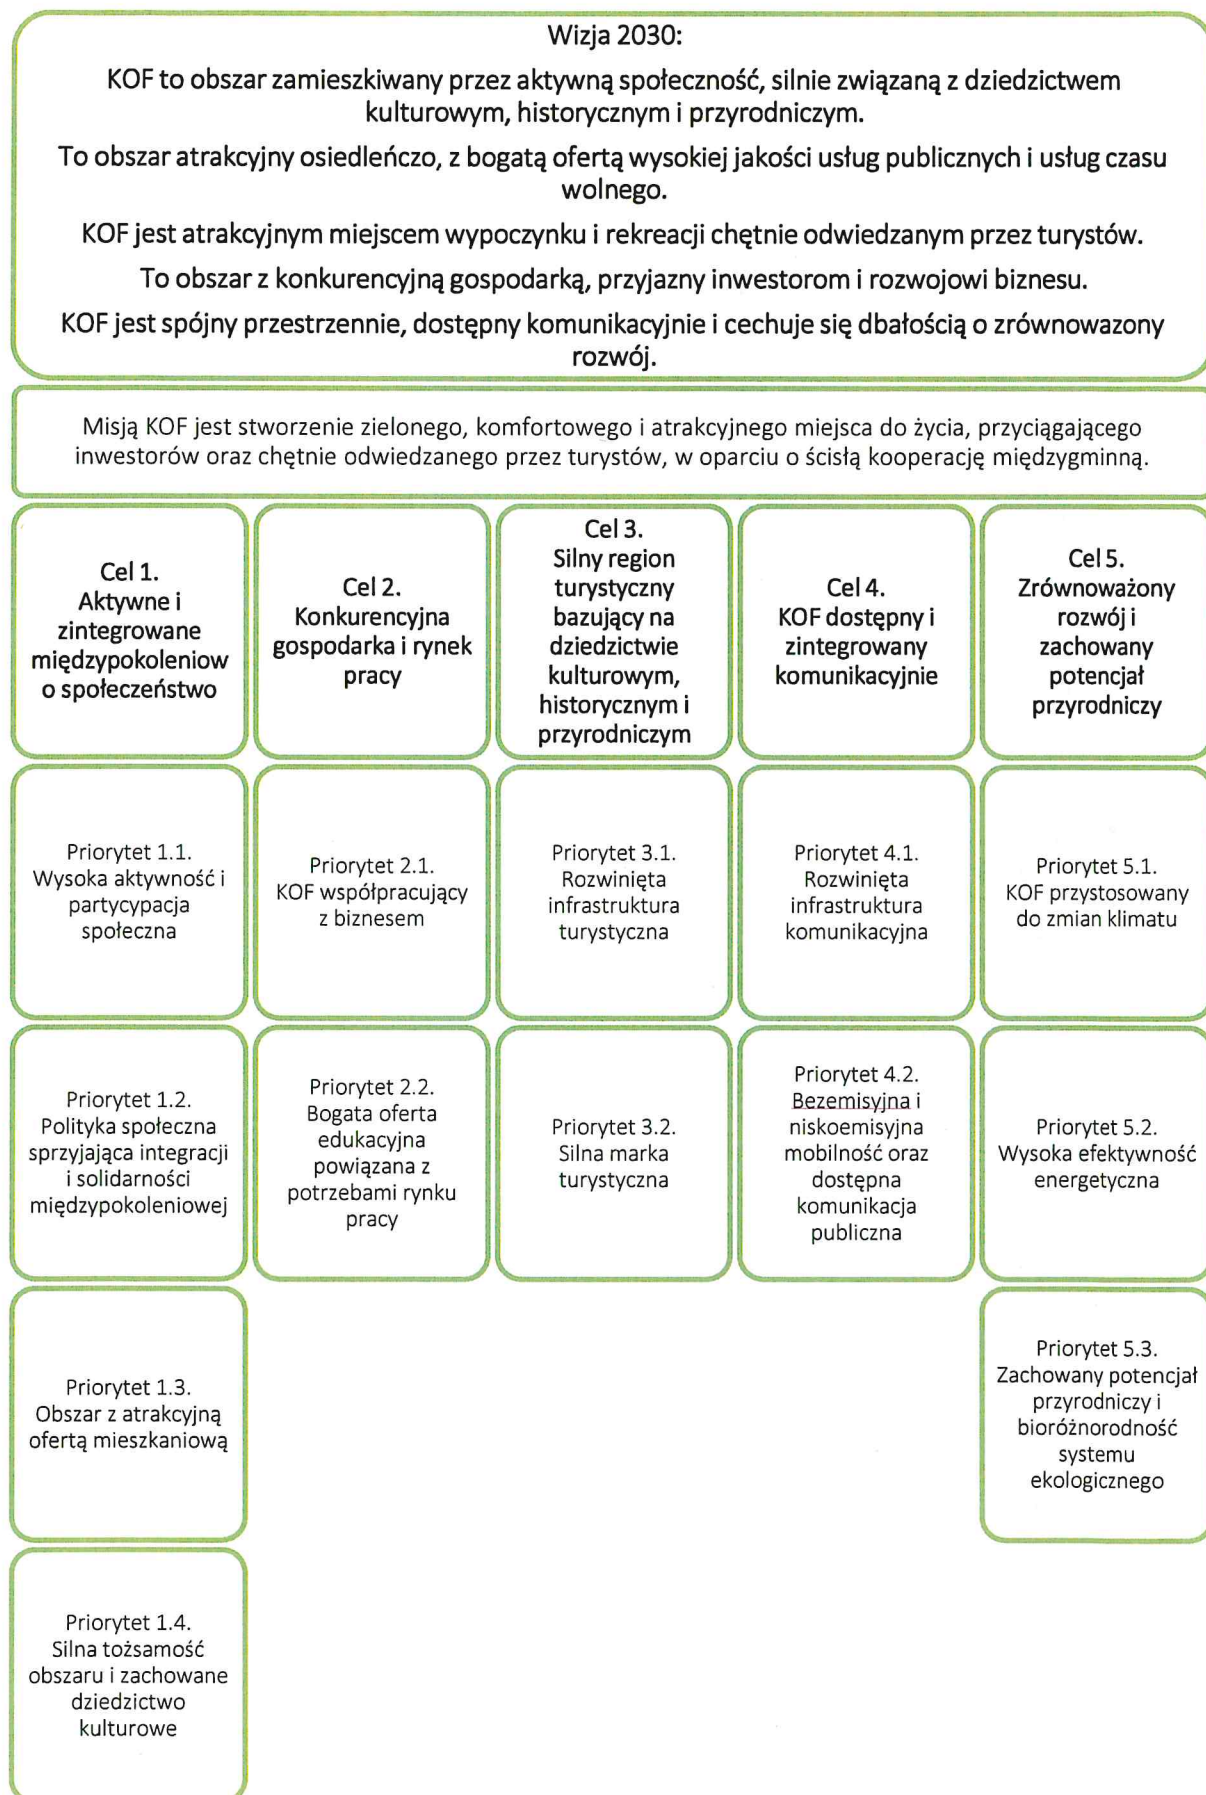 Wizja 2030:
KOF to obszar zamieszkiwany przez aktywną społeczność, silnie związaną z dziedzictwem
kulturowym, historycznym i przyrodniczym.
To obszar atrakcyjny osiedleńczo, z bogatą ofertą wysokiej jakości usług publicznych i usług czasu
wolnego.
KOF jest atrakcyjnym miejscem wypoczynku i rekreacji chętnie odwiedzanym przez turystów.
To obszar z konkurencyjną gospodarką, przyjazny inwestorom i rozwojowi biznesu.
KOF jest spójny przestrzennie, dostępny komunikacyjnie i cechuje się dbałością o zrównowazony
rozwój.
Misją KOF jest stworzenie zielonego, komfortowego i atrakcyjnego miejsca do życia, przyciągającego
inwestorów oraz chętnie odwiedzanego przez turystów, w oparciu o ścisłą kooperację międzygminną.
Cel 1.
Aktywne i
zintegrowane
międzypokoleniow
o społeczeństwo
Cel 2.
Konkurencyjna
gospodarka i rynek
pracy
Cel 3.
Silny region
turystyczny
bazujący na
dziedzictwie
kulturowym,
historycznym i
przyrodniczym
Cel 4.
KOF dostępny i
zintegrowany
komunikacyjnie
Cel 5.
Zrównoważony
rozwój i
zachowany
potencjał
przyrodniczy
Priorytet 1.1.
Wysoka aktywność i
partycypacja
społeczna
Priorytet 2.1.
KOF współpracujący
z biznesem
Priorytet 3.1.
Rozwinięta
infrastruktura
turystyczna
Priorytet 4.1.
Rozwinięta
infrastruktura
komunikacyjna
Priorytet 5.1.
KOF przystosowany
do zmian klimatu
Priorytet 1.2.
Polityka społeczna
sprzyjająca integracji
i solidarności
międzypokoleniowej
Priorytet 2.2.
Bogata oferta
edukacyjna
powiązana z
potrzebami rynku
pracy
Priorytet 3.2.
Silna marka
turystyczna
Priorytet 4.2.
Bezemisyjna i
niskoemisyjna
mobilność oraz
dostępna
komunikacja
publiczna
Priorytet 5.2.
Wysoka efektywność
energetyczna
Priorytet 1.3.
Obszar z atrakcyjną
ofertą mieszkaniową
Priorytet 5.3.
Zachowany potencjał
przyrodniczy i
bioróżnorodność
systemu
ekologicznego
Priorytet 1.4.
Silna tożsamość
obszaru i zachowane
dziedzictwo
kulturowe